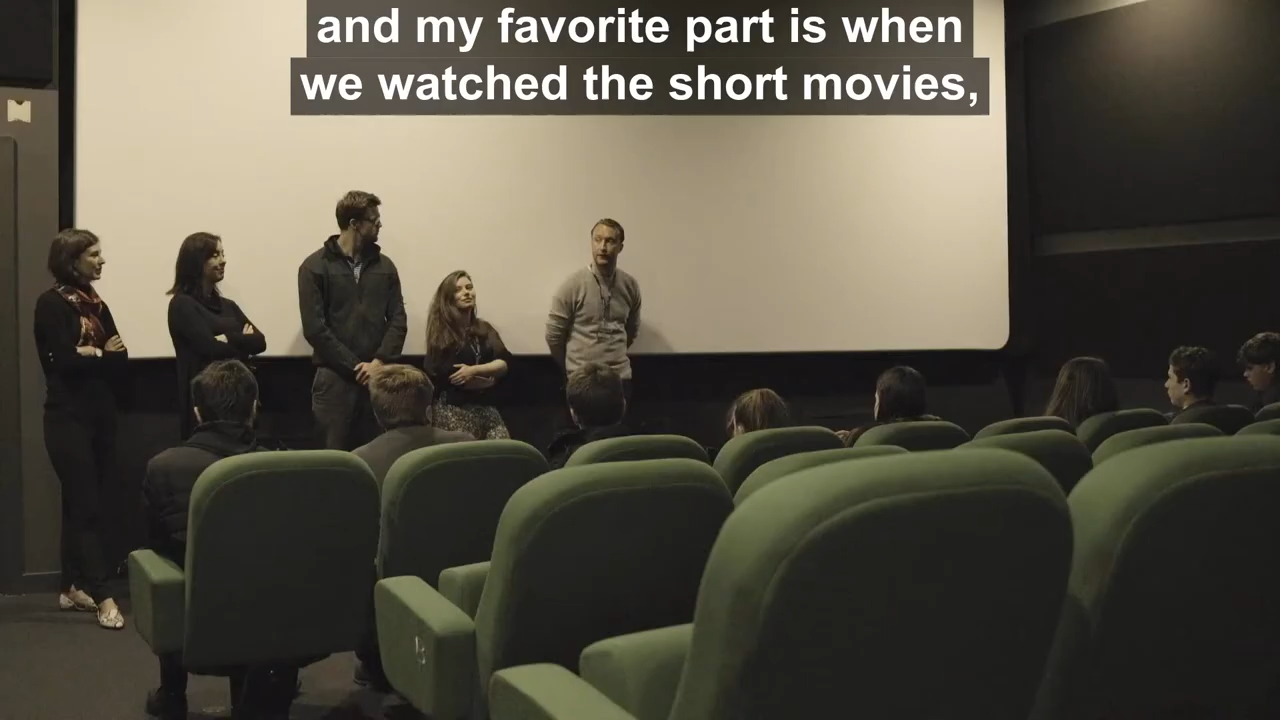 and my favorite part is when
we watched the short movies,